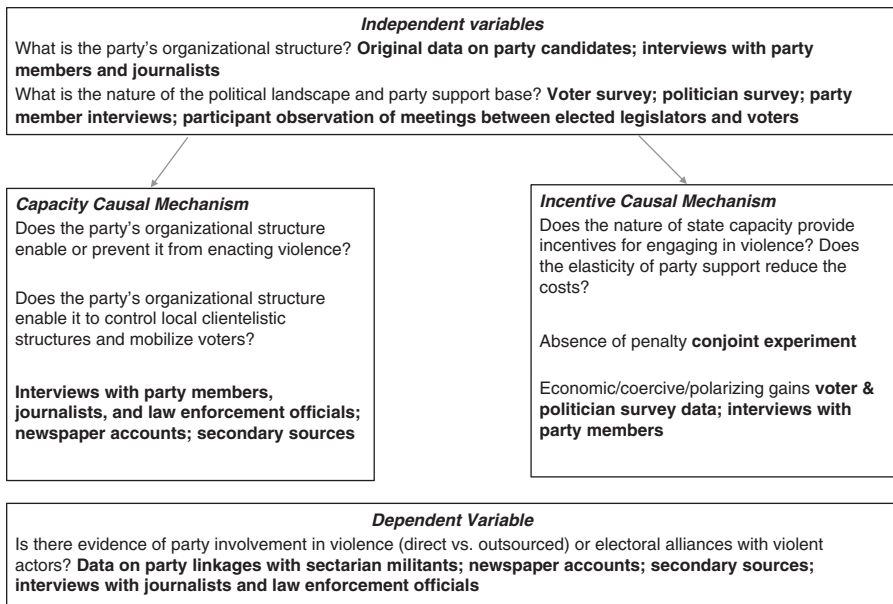 Independent variables
What is the party's organizational structure? Original data on party candidates; interviews with party
members and journalists
What is the nature of the political landscape and party support base? Voter survey; politician survey; party
member interviews; participant observation of meetings between elected legislators and voters
Capacity Causal Mechanism
Does the party's organizational structure
enable or prevent it from enacting violence?
Does the party's organizational structure
enable it to control local clientelistic
structures and mobilize voters?
Interviews with party members,
journalists, and law enforcement officials;
newspaper accounts; secondary sources
Incentive Causal Mechanism
Does the nature of state capacity provide
incentives for engaging in violence? Does
the elasticity of party support reduce the
costs?
Absence of penalty conjoint experiment
Economic/coercive/polarizing gains voter &
politician survey data; interviews with
party members
Dependent Variable
Is there evidence of party involvement in violence (direct vs. outsourced) or electoral alliances with violent
actors? Data on party linkages with sectarian militants; newspaper accounts; secondary sources;
interviews with journalists and law enforcement officials